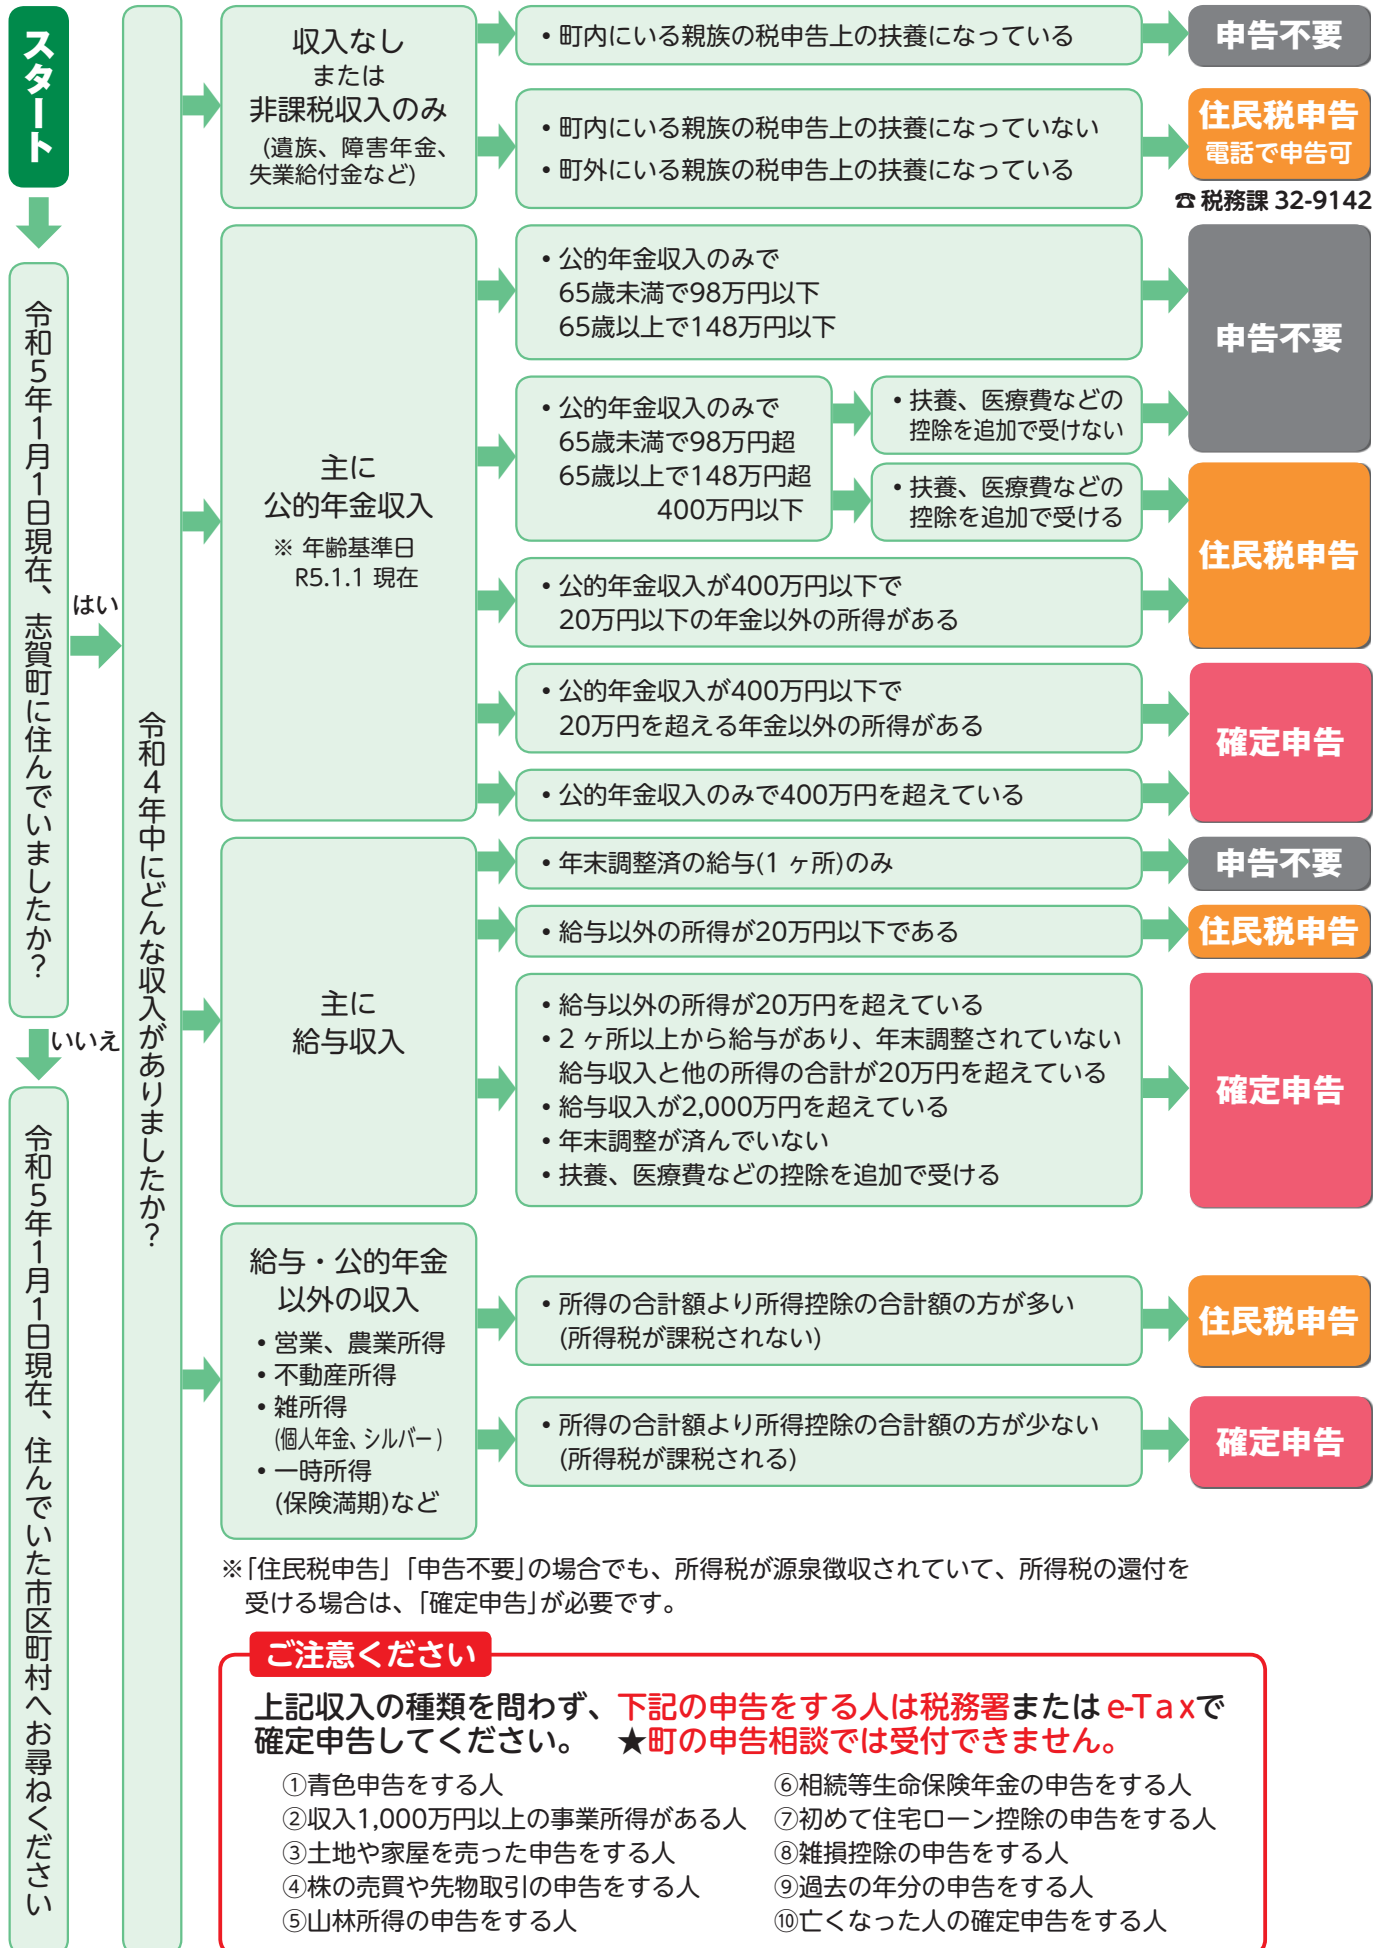 スタート
令和5年1月1日現在、志賀町に住んでいましたか？
はい
いいえ
令和5年1月1日現在、住んでいた市区町村へお尋ねください
令和4年中にどんな収入がありましたか？
収入なし
または
非課税収入のみ
(遺族、障害年金、
失業給付金など)
・町内にいる親族の税申告上の扶養になっている
申告不要
・町内にいる親族の税申告上の扶養になっていない
・町外にいる親族の税申告上の扶養になっている
住民税申告
電話で申告可
☎税務課 32-9142
主に
公的年金収入
※ 年齢基準日
R5.1.1 現在
・公的年金収入のみで
65歳未満で98万円以下
65歳以上で148万円以下
申告不要
・公的年金収入のみで
65歳未満で98万円超
65歳以上で148万円超
400万円以下
・扶養、医療費などの
控除を追加で受けない
・扶養、医療費などの
控除を追加で受ける
住民税申告
・公的年金収入が400万円以下で
20万円以下の年金以外の所得がある
・公的年金収入が400万円以下で
20万円を超える年金以外の所得がある
確定申告
・公的年金収入のみで400万円を超えている
主に
給与収入
・年末調整済の給与(1 ヶ所)のみ
申告不要
・給与以外の所得が20万円以下である
住民税申告
・給与以外の所得が20万円を超えている
・2 ヶ所以上から給与があり、年末調整されていない
給与収入と他の所得の合計が20万円を超えている
・給与収入が2,000万円を超えている
・年末調整が済んでいない
・扶養、医療費などの控除を追加で受ける
確定申告
給与・公的年金
以外の収入
・営業、農業所得
・不動産所得
・雑所得
(個人年金、シルバー)
・一時所得
(保険満期)など
・所得の合計額より所得控除の合計額の方が多い
(所得税が課税されない)
住民税申告
・所得の合計額より所得控除の合計額の方が少ない
(所得税が課税される)
確定申告
※「住民税申告」「申告不要」の場合でも、所得税が源泉徴収されていて、所得税の還付を
受ける場合は、「確定申告」が必要です。
ご注意ください
上記収入の種類を問わず、下記の申告をする人は税務署またはe-Taxで
確定申告してください。 ★町の申告相談では受付できません。
①青色申告をする人
②収入1,000万円以上の事業所得がある人
③土地や家屋を売った申告をする人
④株の売買や先物取引の申告をする人
⑤山林所得の申告をする人
⑥相続等生命保険年金の申告をする人
⑦初めて住宅ローン控除の申告をする人
⑧雑損控除の申告をする人
⑨過去の年分の申告をする人
⑩亡くなった人の確定申告をする人